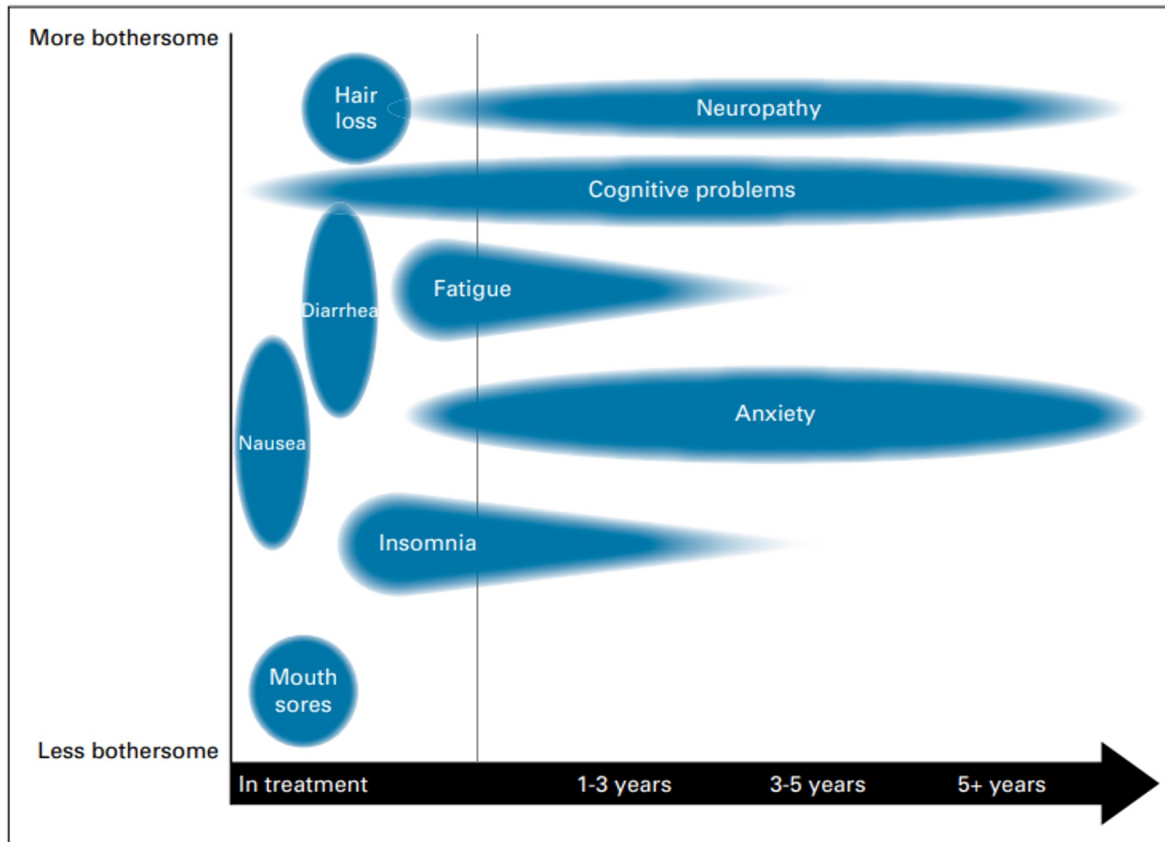 More bothersome
Hair
loss
Neuropathy
Cognitive problems
Fatigue
Diarrhea
Anxiety
Nausea
Insomnia
Mouth
sores
Less bothersome
In treatment
1-3 years
3-5 years
5+ years